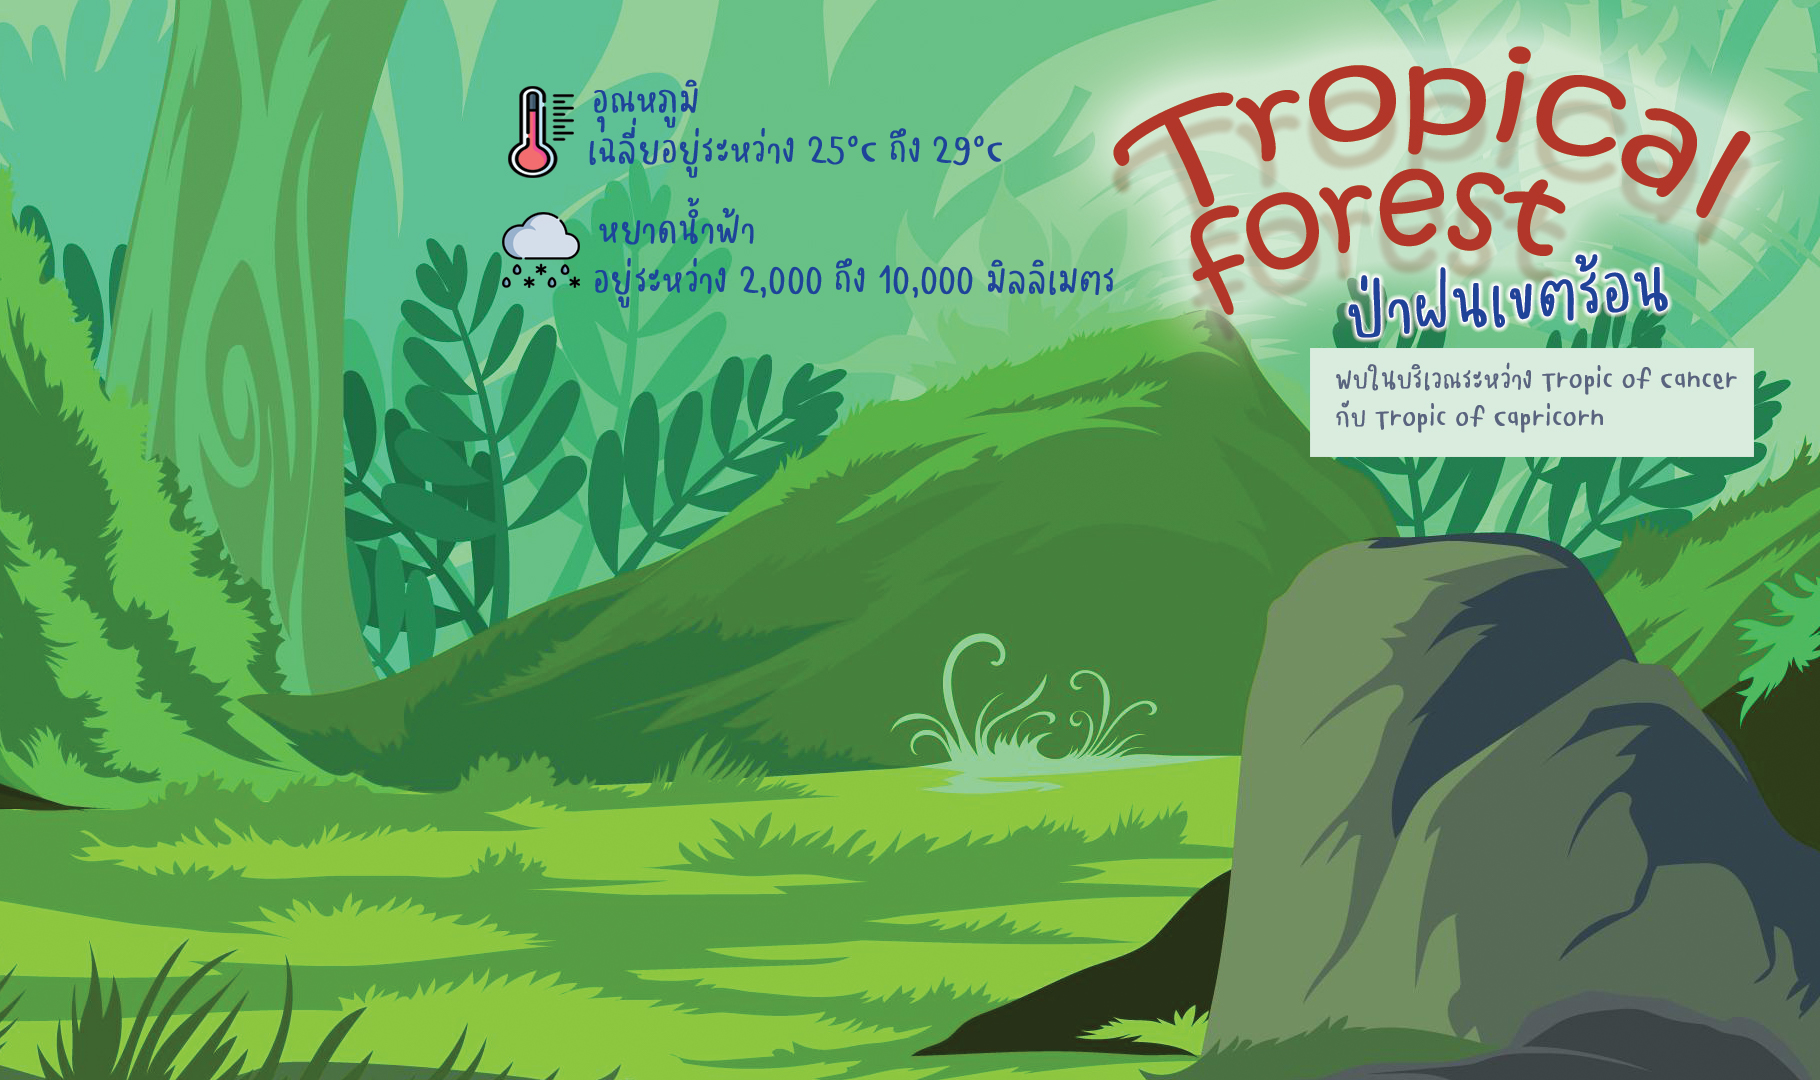 Tropical
forest
ป่าฝนเขตร้อน
พบในบริเวณระหว่าง Tropic of Cancer
กับ Tropic of Capricorn
อุณหภูมิ
เฉลี่ยอยู่ระหว่าง 25°C ถึง 29°C
หยาดน้ำฟ้า
อยู่ระหว่าง 2,000 ถึง 10,000 มิลลิเมตร